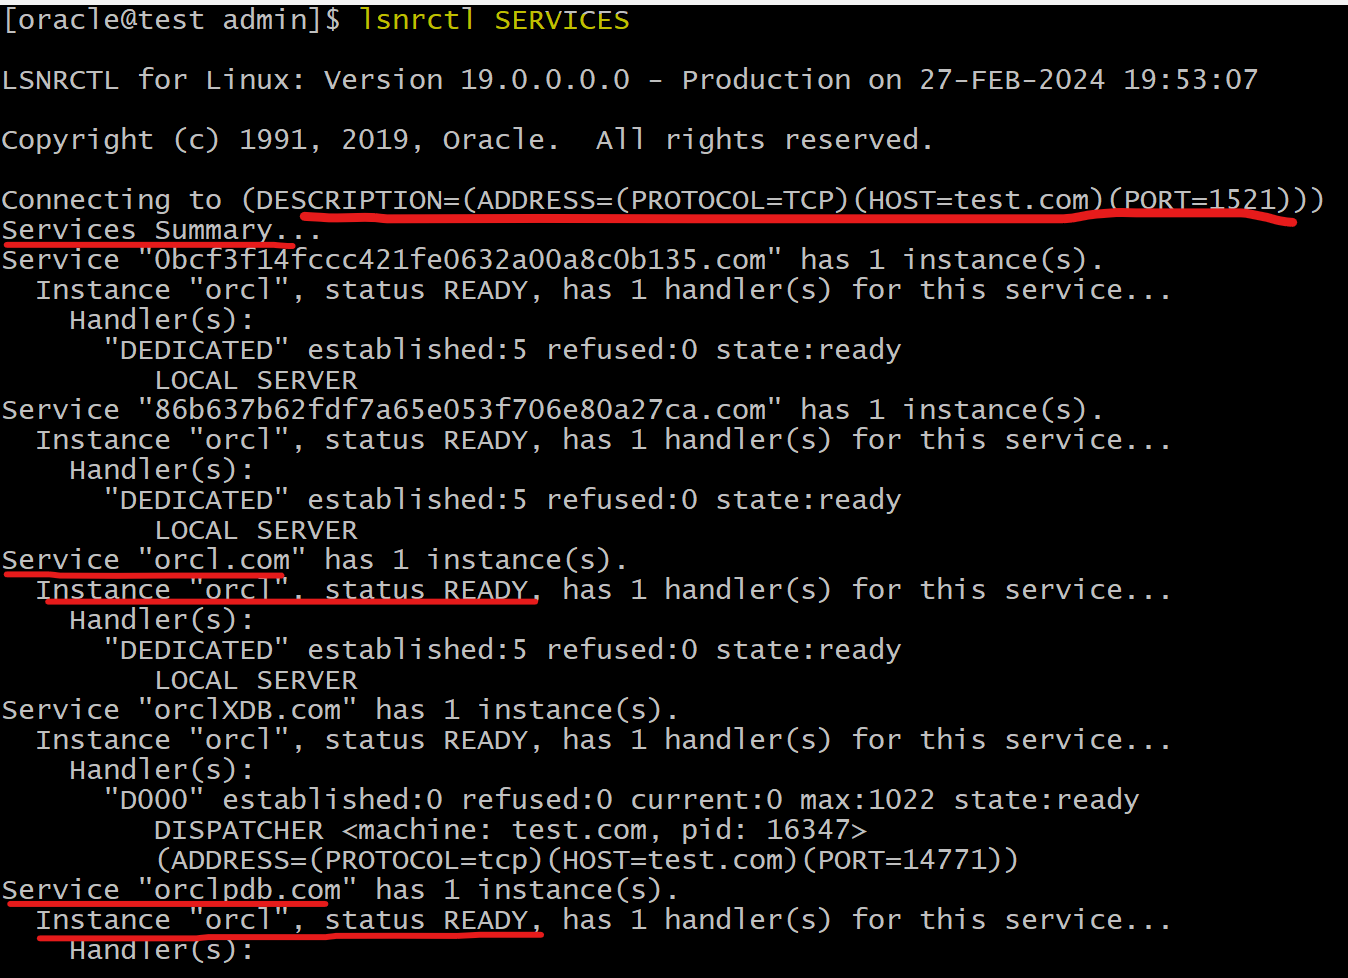 [oracle@test admin]$ lsnrctl SERVICES
LSNRCTL for Linux: Version 19.0.0.0.0 - Production on 27-FEB-2024 19:53:07
Copyright (c) 1991, 2019, Oracle.  All rights reserved.
Connecting to (DESCRIPTION=(ADDRESS=(PROTOCOL=TCP)(HOST=test.com)(PORT=1521)))
Services Summary...
Service "0bcf3f14fccc421fe0632a00a8c0b135.com" has 1 instance(s).
  Instance "orcl", status READY, has 1 handler(s) for this service...
    Handler(s):
      "DEDICATED" established:5 refused:0 state:ready
         LOCAL SERVER
Service "86b637b62fdf7a65e053f706e80a27ca.com" has 1 instance(s).
  Instance "orcl", status READY, has 1 handler(s) for this service...
    Handler(s):
      "DEDICATED" established:5 refused:0 state:ready
         LOCAL SERVER
Service "orcl.com" has 1 instance(s).
  Instance "orcl", status READY, has 1 handler(s) for this service...
    Handler(s):
      "DEDICATED" established:5 refused:0 state:ready
         LOCAL SERVER
Service "orclXDB.com" has 1 instance(s).
  Instance "orcl", status READY, has 1 handler(s) for this service...
    Handler(s):
      "D000" established:0 refused:0 current:0 max:1022 state:ready
         DISPATCHER <machine: test.com, pid: 16347>
         (ADDRESS=(PROTOCOL=tcp)(HOST=test.com)(PORT=14771))
Service "orclpdb.com" has 1 instance(s).
  Instance "orcl", status READY, has 1 handler(s) for this service...
    Handler(s):